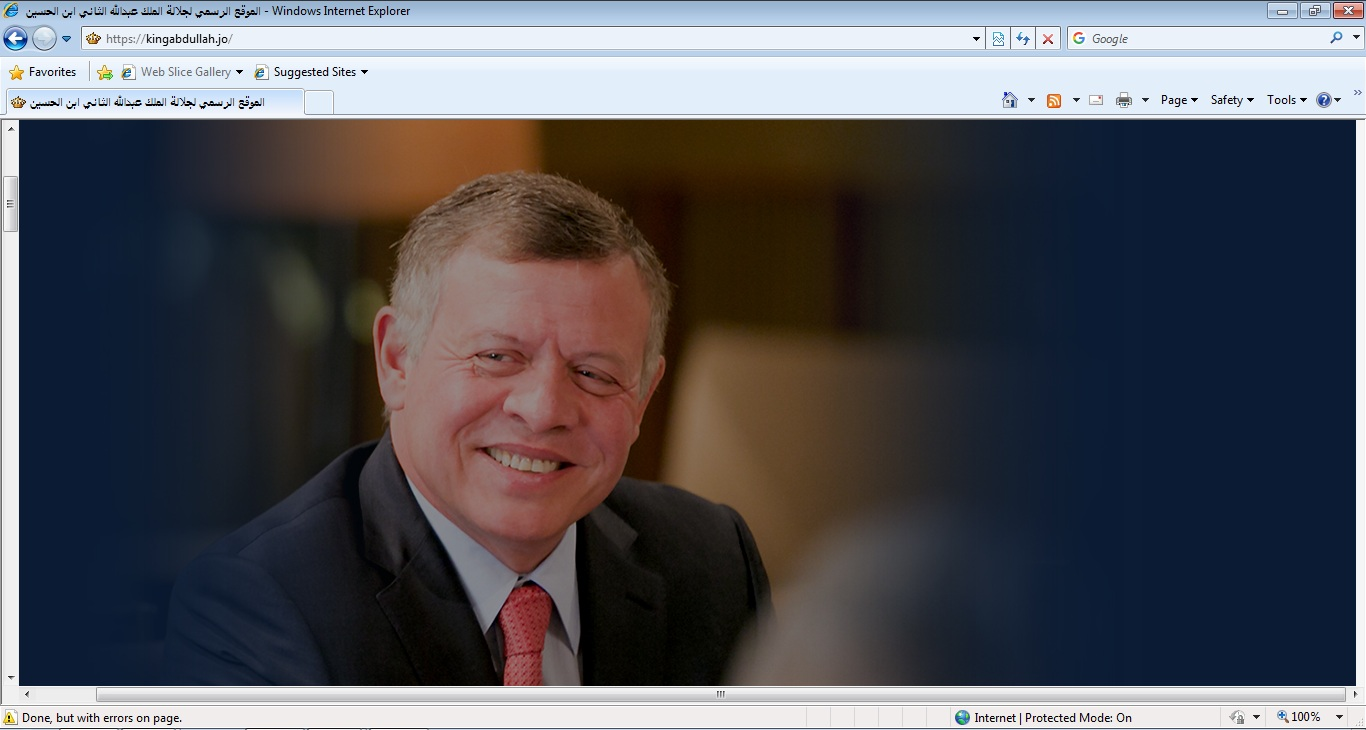 الموقع الرسمي لجلالة الملك عبدالله الثاني ابن الحسين - Windows Internet Explorer
https://kingabdullah.jo/
Google
Favorites Web Slice Gallery Suggested Sites
الموقع الرسمي لجلالة الملك عبدالله الثاني ابن الحسين
Page Safety Tools
Done, but with errors on page. Internet | Protected Mode: On 100%